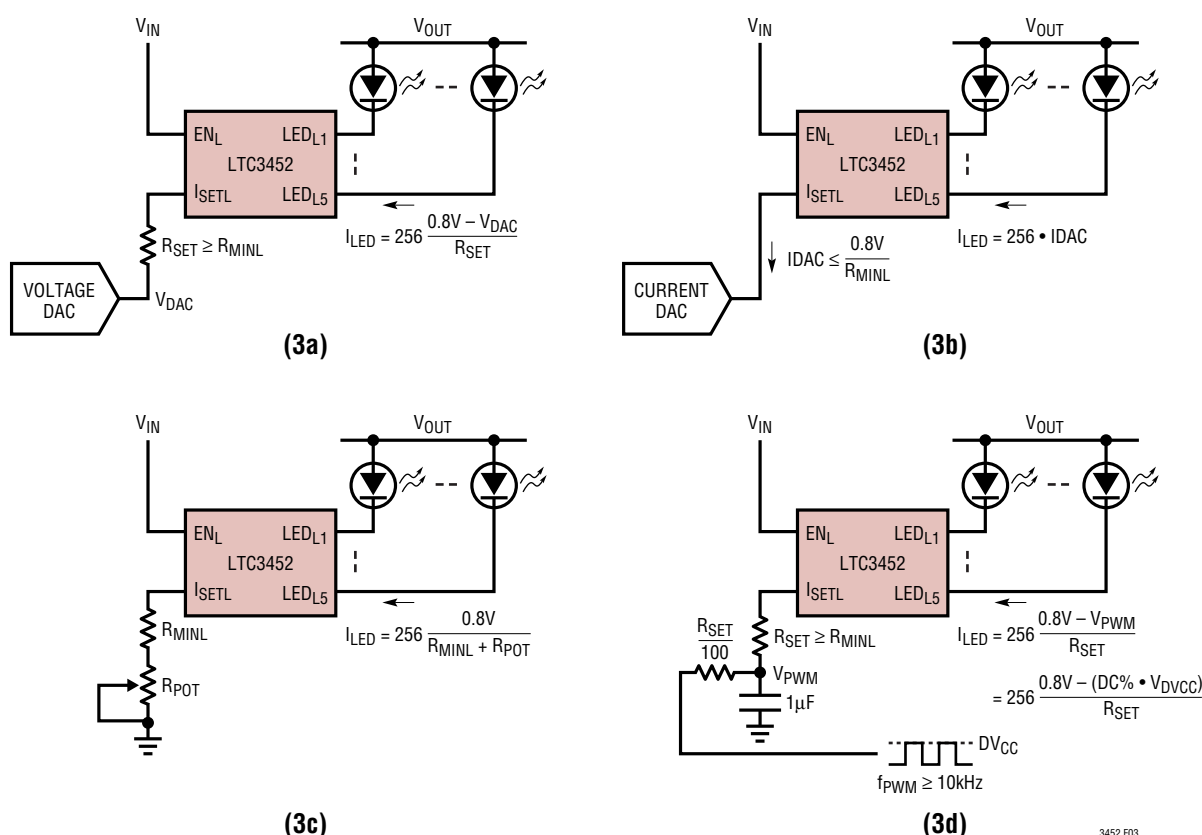 V_IN
V_OUT
EN_L LED_L1
LTC3452
I_SETL LED_L5
R_SET ≥ R_MINL
I_LED = 256 (0.8V – V_DAC)/R_SET
VOLTAGE
DAC
V_DAC
(3a)
V_IN
V_OUT
EN_L LED_L1
LTC3452
I_SETL LED_L5
IDAC ≤ 0.8V/R_MINL
I_LED = 256 • IDAC
CURRENT
DAC
(3b)
V_IN
V_OUT
EN_L LED_L1
LTC3452
I_SETL LED_L5
R_MINL
I_LED = 256 0.8V/(R_MINL + R_POT)
R_POT
(3c)
V_IN
V_OUT
EN_L LED_L1
LTC3452
I_SETL LED_L5
R_SET/100
R_SET ≥ R_MINL
I_LED = 256 (0.8V – V_PWM)/R_SET
V_PWM
1µF
= 256 (0.8V – (DC% • V_DVCC))/R_SET
DV_CC
f_PWM ≥ 10kHz
(3d)
3452 F03